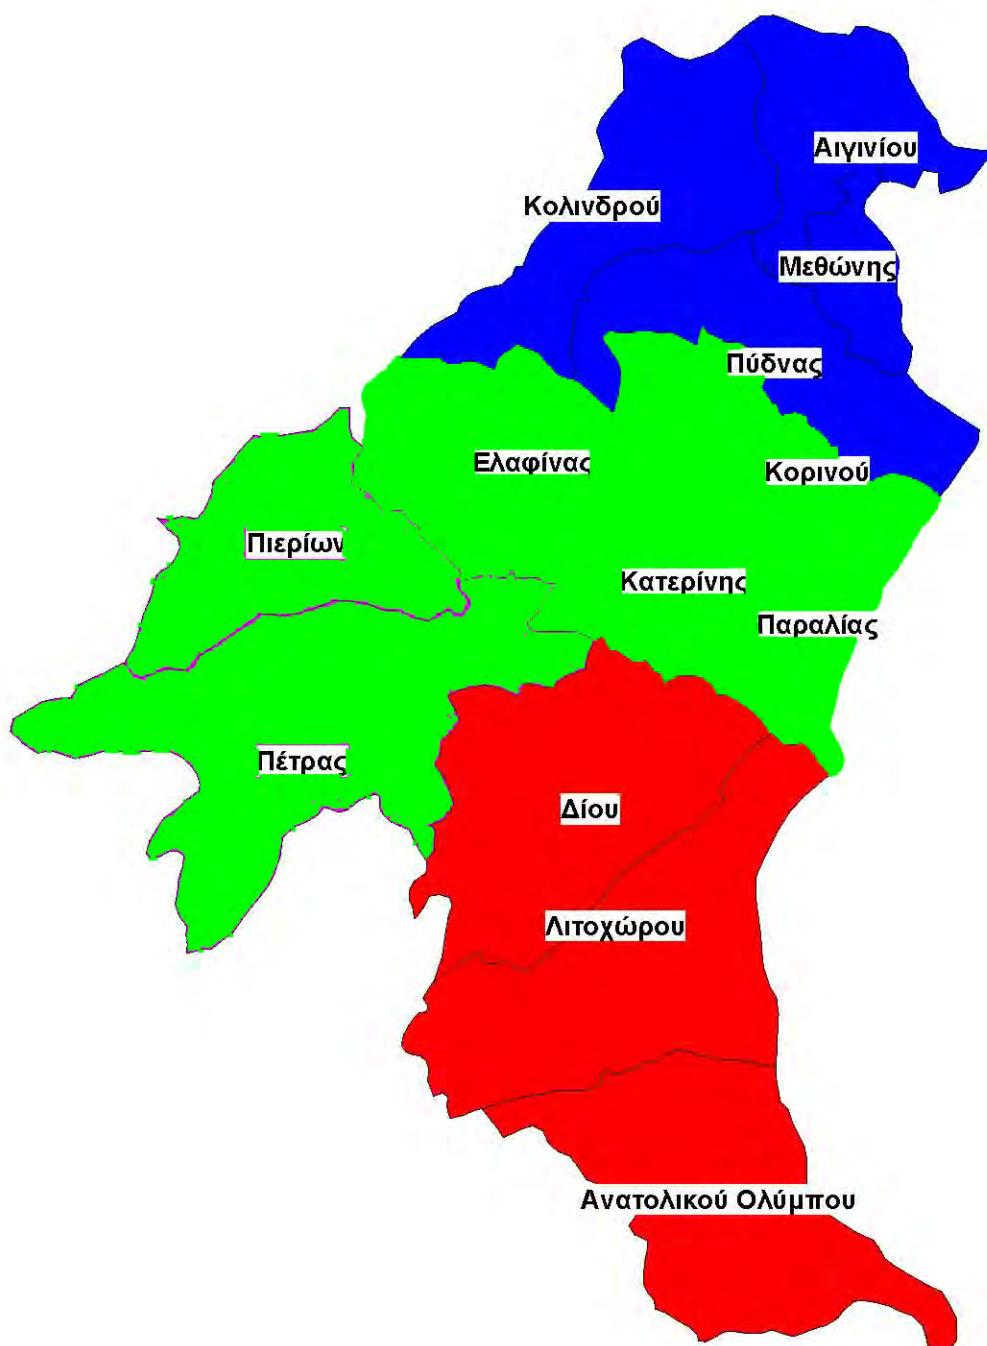 Αιγινίου
Κολινδρού
Μεθώνης
Πύδνας
Ελαφίνας
Κορινού
Πιερίων
Κατερίνης
Παραλίας
Πέτρας
Δίου
Λιτοχώρου
Ανατολικού Ολύμπου